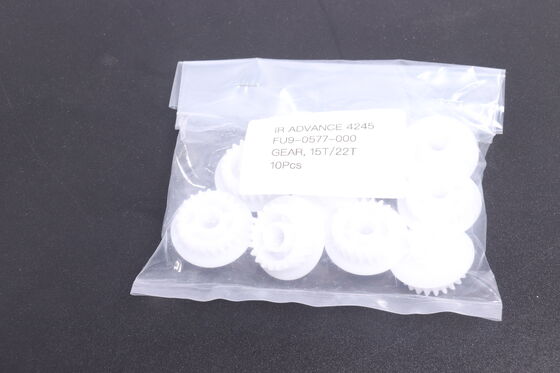 IR ADVANCE 4245
FU9-0577-000
GEAR, 15T/22T
10Pcs